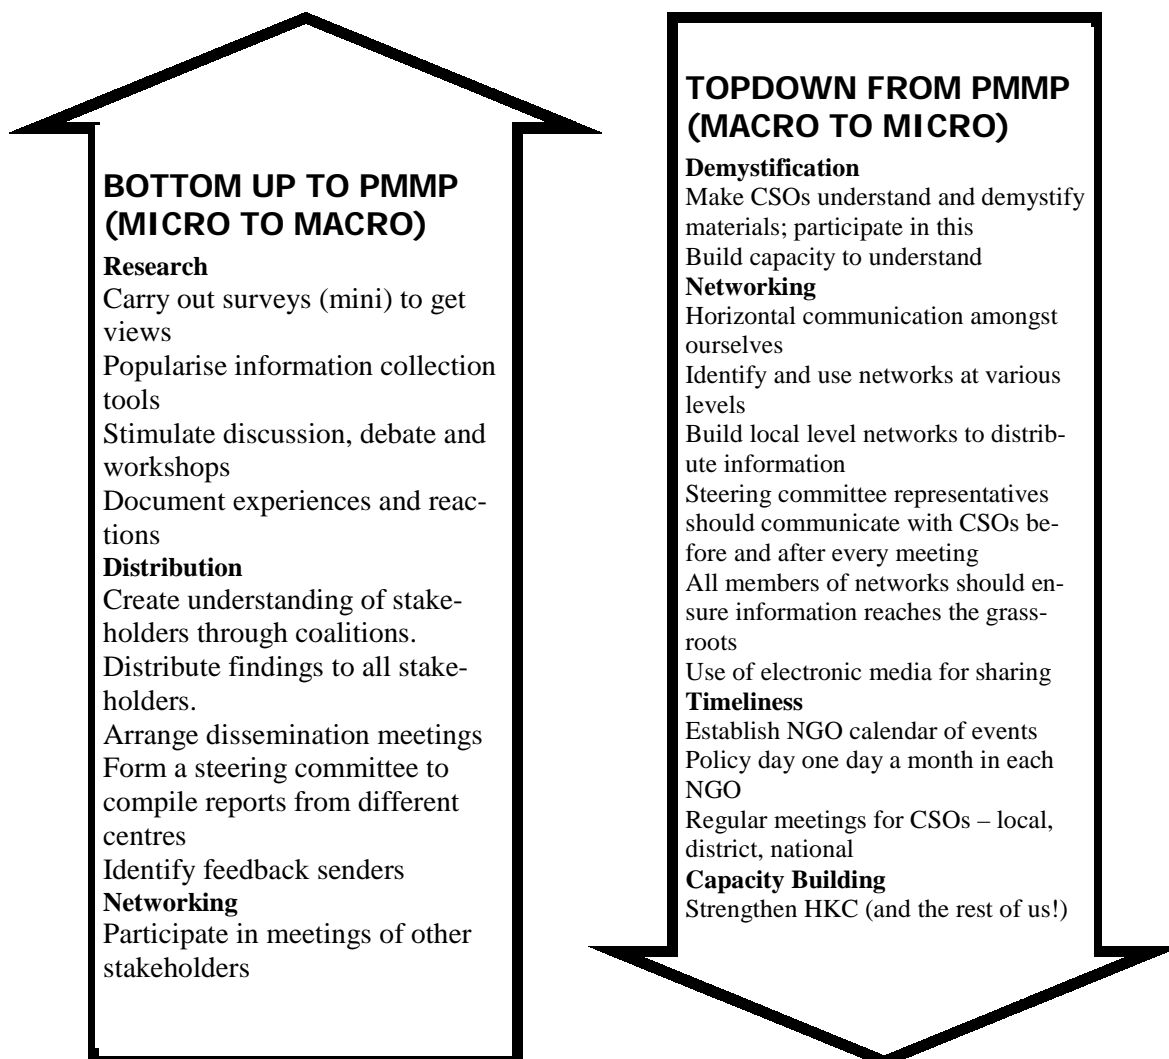 BOTTOM UP TO PMMP
(MICRO TO MACRO)
Research
Carry out surveys (mini) to get
views
Popularise information collection
tools
Stimulate discussion, debate and
workshops
Document experiences and reac-
tions
Distribution
Create understanding of stake-
holders through coalitions.
Distribute findings to all stake-
holders.
Arrange dissemination meetings
Form a steering committee to
compile reports from different
centres
Identify feedback senders
Networking
Participate in meetings of other
stakeholders
TOPDOWN FROM PMMP
(MACRO TO MICRO)
Demystification
Make CSOs understand and demystify
materials; participate in this
Build capacity to understand
Networking
Horizontal communication amongst
ourselves
Identify and use networks at various
levels
Build local level networks to distrib-
ute information
Steering committee representatives
should communicate with CSOs be-
fore and after every meeting
All members of networks should en-
sure information reaches the grass-
roots
Use of electronic media for sharing
Timeliness
Establish NGO calendar of events
Policy day one day a month in each
NGO
Regular meetings for CSOs – local,
district, national
Capacity Building
Strengthen HKC (and the rest of us!)